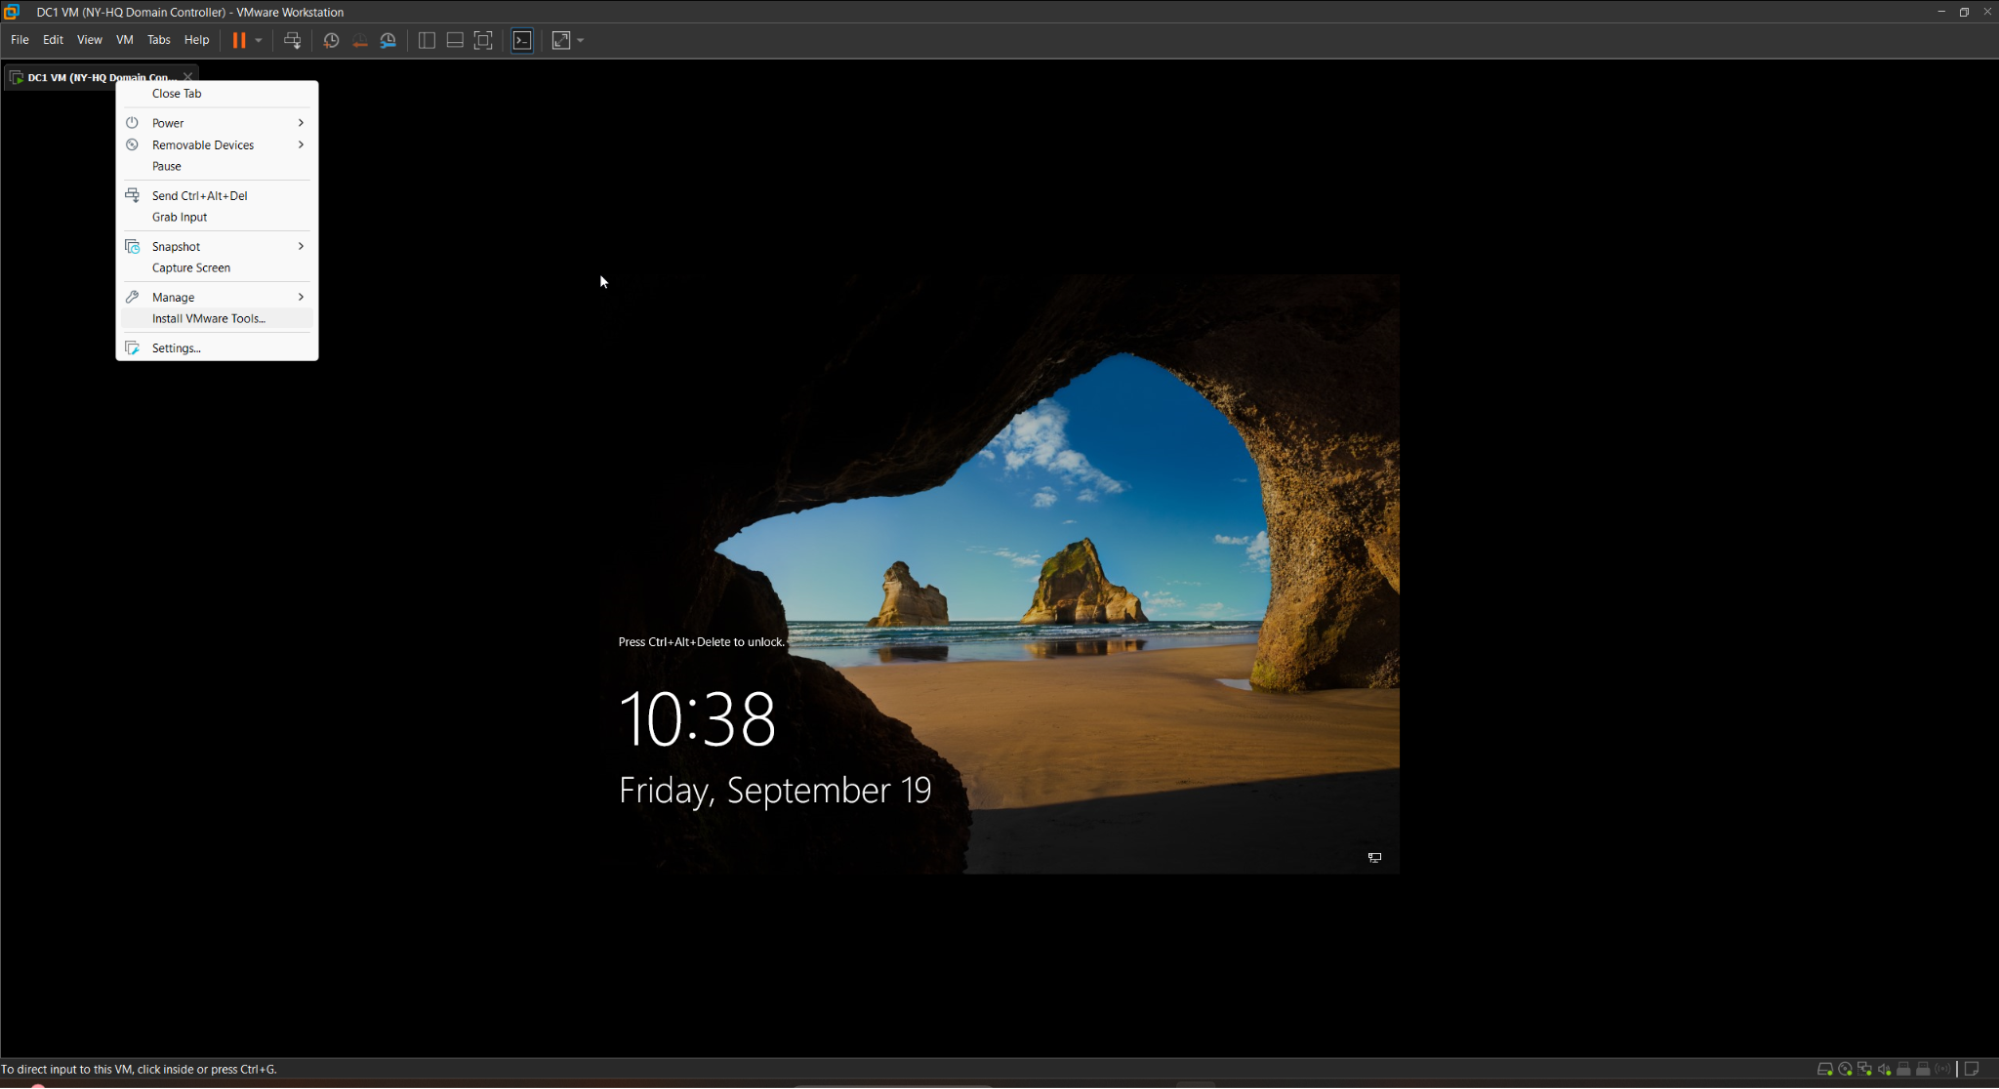 DC1 VM (NY-HQ Domain Controller) - VMware Workstation
File Edit View VM Tabs Help
DC1 VM (NY-HQ Domain Con...
Close Tab
Power
Removable Devices
Pause
Send Ctrl+Alt+Del
Grab Input
Snapshot
Capture Screen
Manage
Install VMware Tools...
Settings...
Press Ctrl+Alt+Delete to unlock.
10:38
Friday, September 19
To direct input to this VM, click inside or press Ctrl+G.